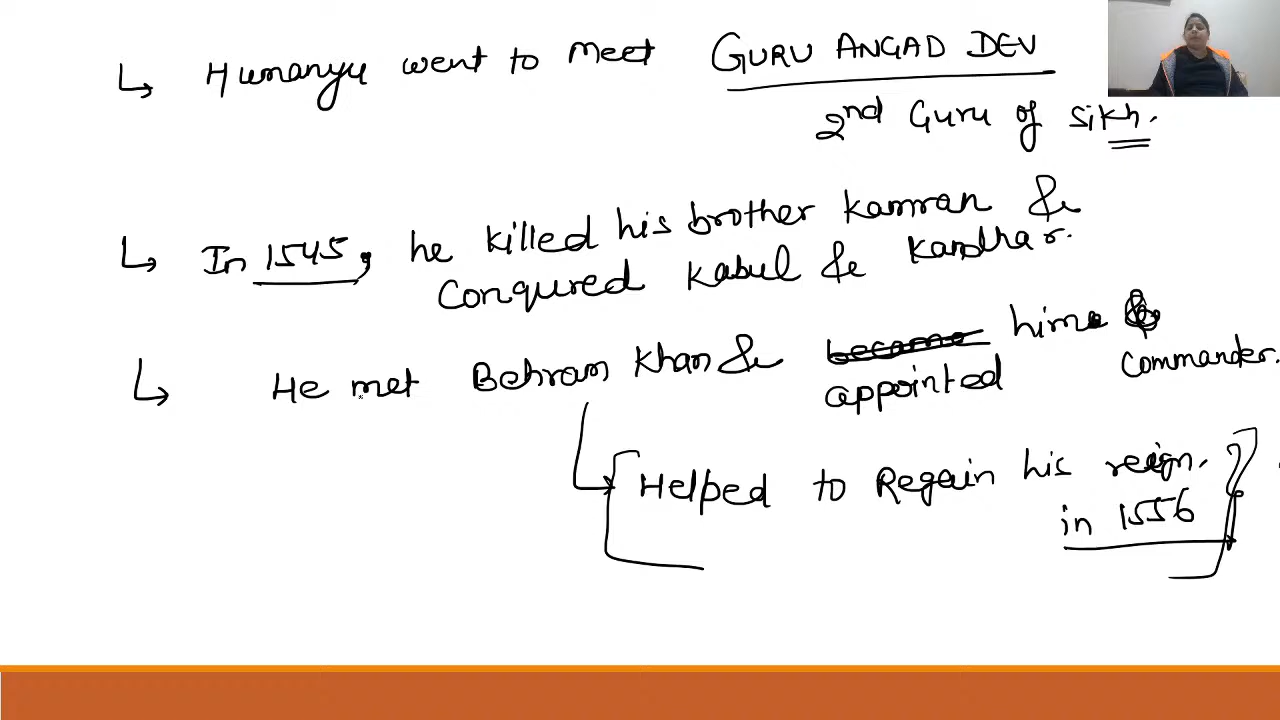 Humanyu went to meet GURU ANGAD DEV
2nd Guru of Sikh.
In 1545, he killed his brother Kamran &
Conqured Kabul & Kandhar.
He met Behram Khan & became him &
appointed commander.
Helped to Regain his reign.
in 1556